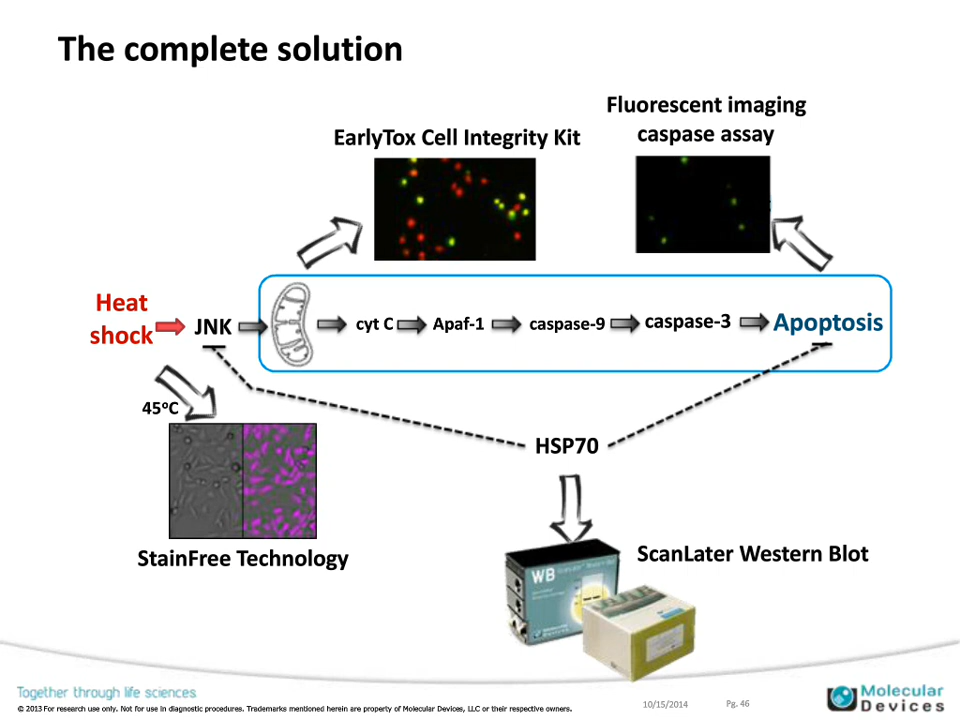 The complete solution
Fluorescent imaging
caspase assay
EarlyTox Cell Integrity Kit
Heat
shock
JNK
cyt C
Apaf-1
caspase-9
caspase-3
Apoptosis
45°C
HSP70
StainFree Technology
ScanLater Western Blot
WB
Molecular
Devices
Together through life sciences
© 2013 For research use only. Not for use in diagnostic procedures. Trademarks mentioned herein are property of Molecular Devices, LLC or their respective owners.
10/15/2014
Pg. 46
Molecular
Devices